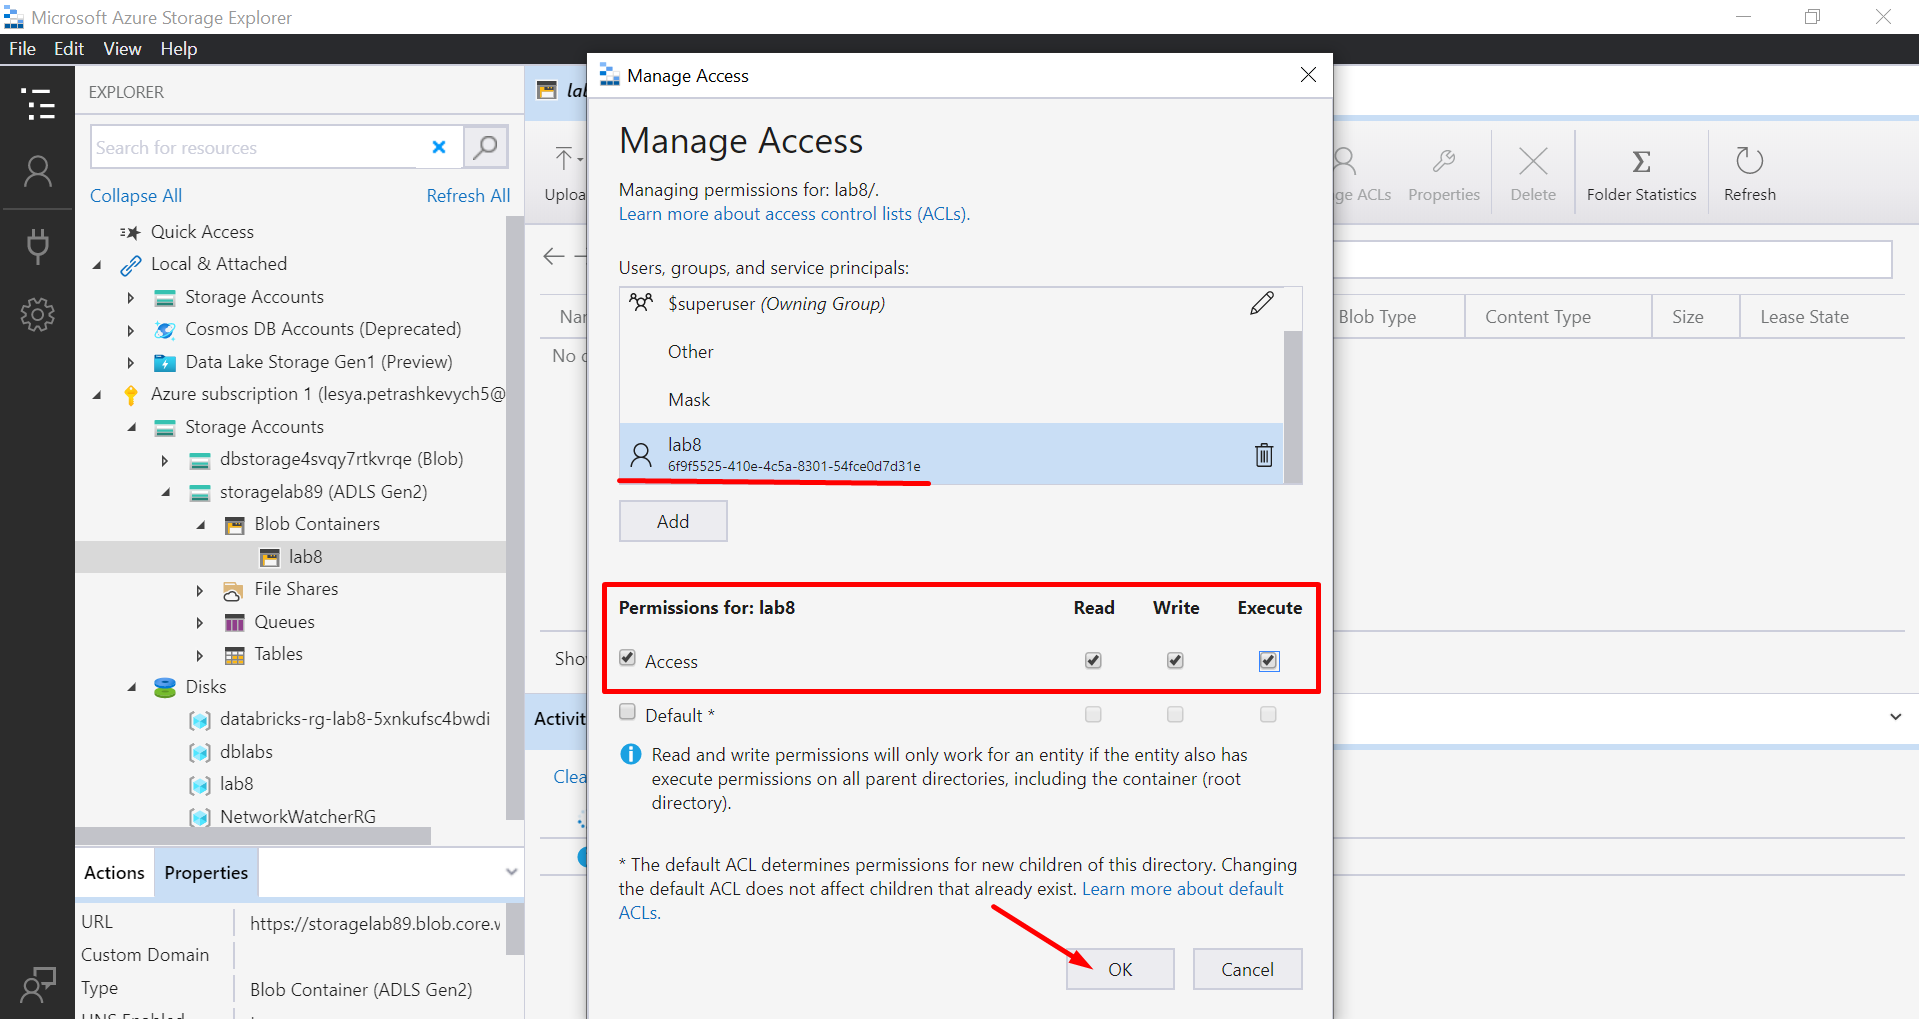 Microsoft Azure Storage Explorer
File Edit View Help
EXPLORER
Search for resources
Collapse All Refresh All
Quick Access
Local & Attached
Storage Accounts
Cosmos DB Accounts (Deprecated)
Data Lake Storage Gen1 (Preview)
Azure subscription 1 (lesya.petrashkevych5@
Storage Accounts
dbstorage4svqy7rtkvrqe (Blob)
storagelab89 (ADLS Gen2)
Blob Containers
lab8
File Shares
Queues
Tables
Disks
databricks-rg-lab8-5xnkufsc4bwdi
dblabs
lab8
NetworkWatcherRG
Actions Properties
URL https://storagelab89.blob.core.v
Custom Domain
Type Blob Container (ADLS Gen2)
lab
Uploa
ge ACLs Properties Delete Folder Statistics Refresh
Nar Blob Type Content Type Size Lease State
No
Sho
Activit
Clea
Manage Access
Manage Access
Managing permissions for: lab8/.
Learn more about access control lists (ACLs).
Users, groups, and service principals:
$superuser (Owning Group)
Other
Mask
lab8
6f9f5525-410e-4c5a-8301-54fce0d7d31e
Add
Permissions for: lab8 Read Write Execute
Access
Default *
Read and write permissions will only work for an entity if the entity also has
execute permissions on all parent directories, including the container (root
directory).
* The default ACL determines permissions for new children of this directory. Changing
the default ACL does not affect children that already exist. Learn more about default
ACLs.
OK Cancel